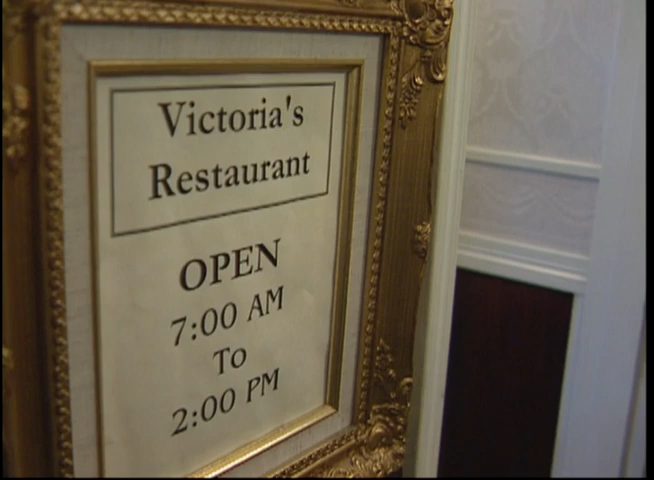 Victoria's
Restaurant
OPEN
7:00 AM
To
2:00 PM